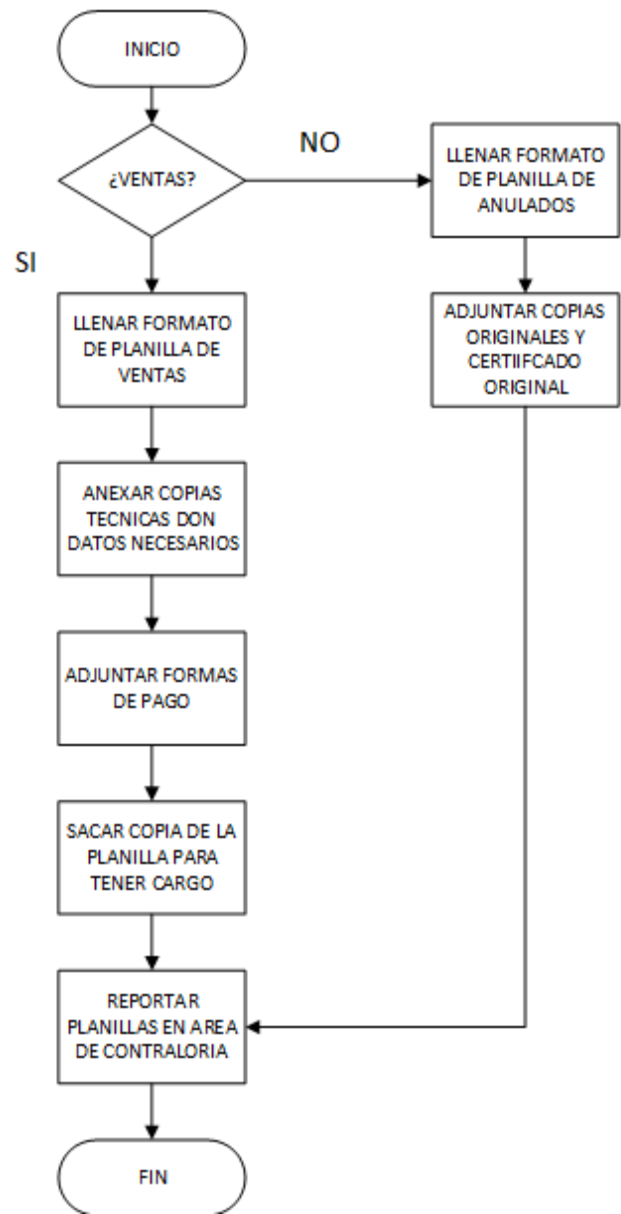 INICIO
¿VENTAS?
NO
LLENAR FORMATO
DE PLANILLA DE
ANULADOS
SI
LLENAR FORMATO
DE PLANILLA DE
VENTAS
ADJUNTAR COPIAS
ORIGINALES Y
CERTIIFCADO
ORIGINAL
ANEXAR COPIAS
TECNICAS DON
DATOS NECESARIOS
ADJUNTAR FORMAS
DE PAGO
SACAR COPIA DE LA
PLANILLA PARA
TENER CARGO
REPORTAR
PLANILLAS EN AREA
DE CONTRALORIA
FIN